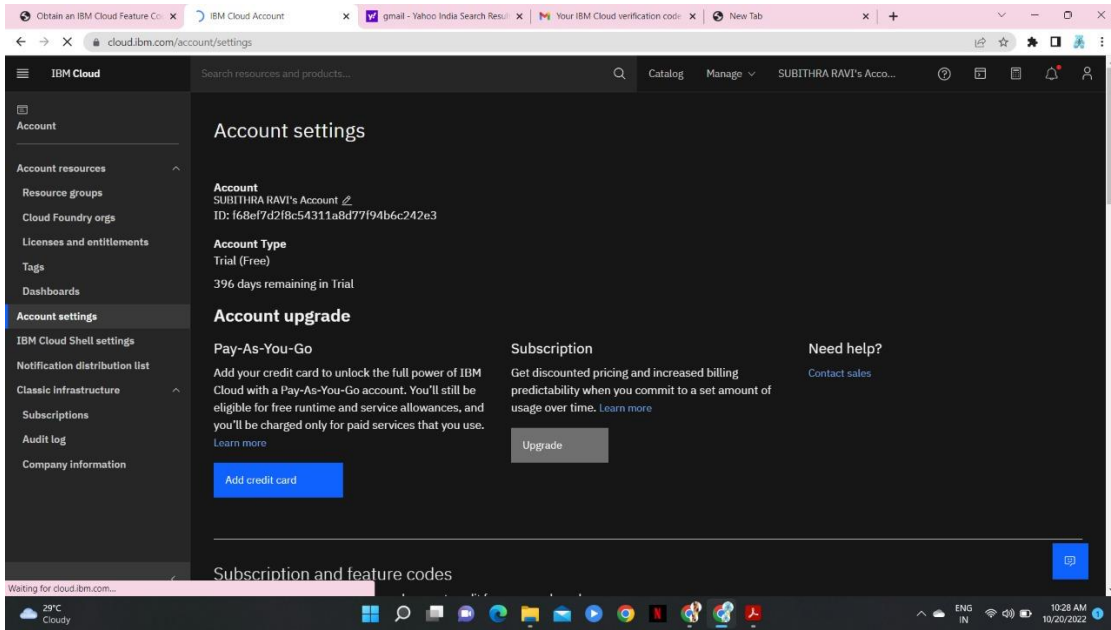 Obtain an IBM Cloud Feature Co
IBM Cloud Account
gmail - Yahoo India Search Resul
Your IBM Cloud verification code
New Tab
cloud.ibm.com/account/settings
IBM Cloud
Search resources and products...
Catalog
Manage
SUBITHRA RAVI's Acco...
Account
Account resources
Resource groups
Cloud Foundry orgs
Licenses and entitlements
Tags
Dashboards
Account settings
IBM Cloud Shell settings
Notification distribution list
Classic infrastructure
Subscriptions
Audit log
Company information
Account settings
Account
SUBITHRA RAVI's Account
ID: f68ef7d2f8c54311a8d77f94b6c242e3
Account Type
Trial (Free)
396 days remaining in Trial
Account upgrade
Pay-As-You-Go
Add your credit card to unlock the full power of IBM
Cloud with a Pay-As-You-Go account. You'll still be
eligible for free runtime and service allowances, and
you'll be charged only for paid services that you use.
Learn more
Add credit card
Subscription
Get discounted pricing and increased billing
predictability when you commit to a set amount of
usage over time. Learn more
Upgrade
Need help?
Contact sales
Subscription and feature codes
Waiting for cloud.ibm.com...
29°C
Cloudy
ENG
IN
10:28 AM
10/20/2022